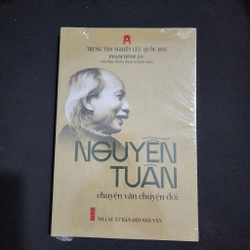 TRUNG TÂM NGHIÊN CỨU QUỐC HỌC
PHẠM ĐÌNH ÂN
NGUYỄN
TUÂN
chuyện văn chuyện đời
NHÀ XUẤT BẢN HỘI NHÀ VĂN